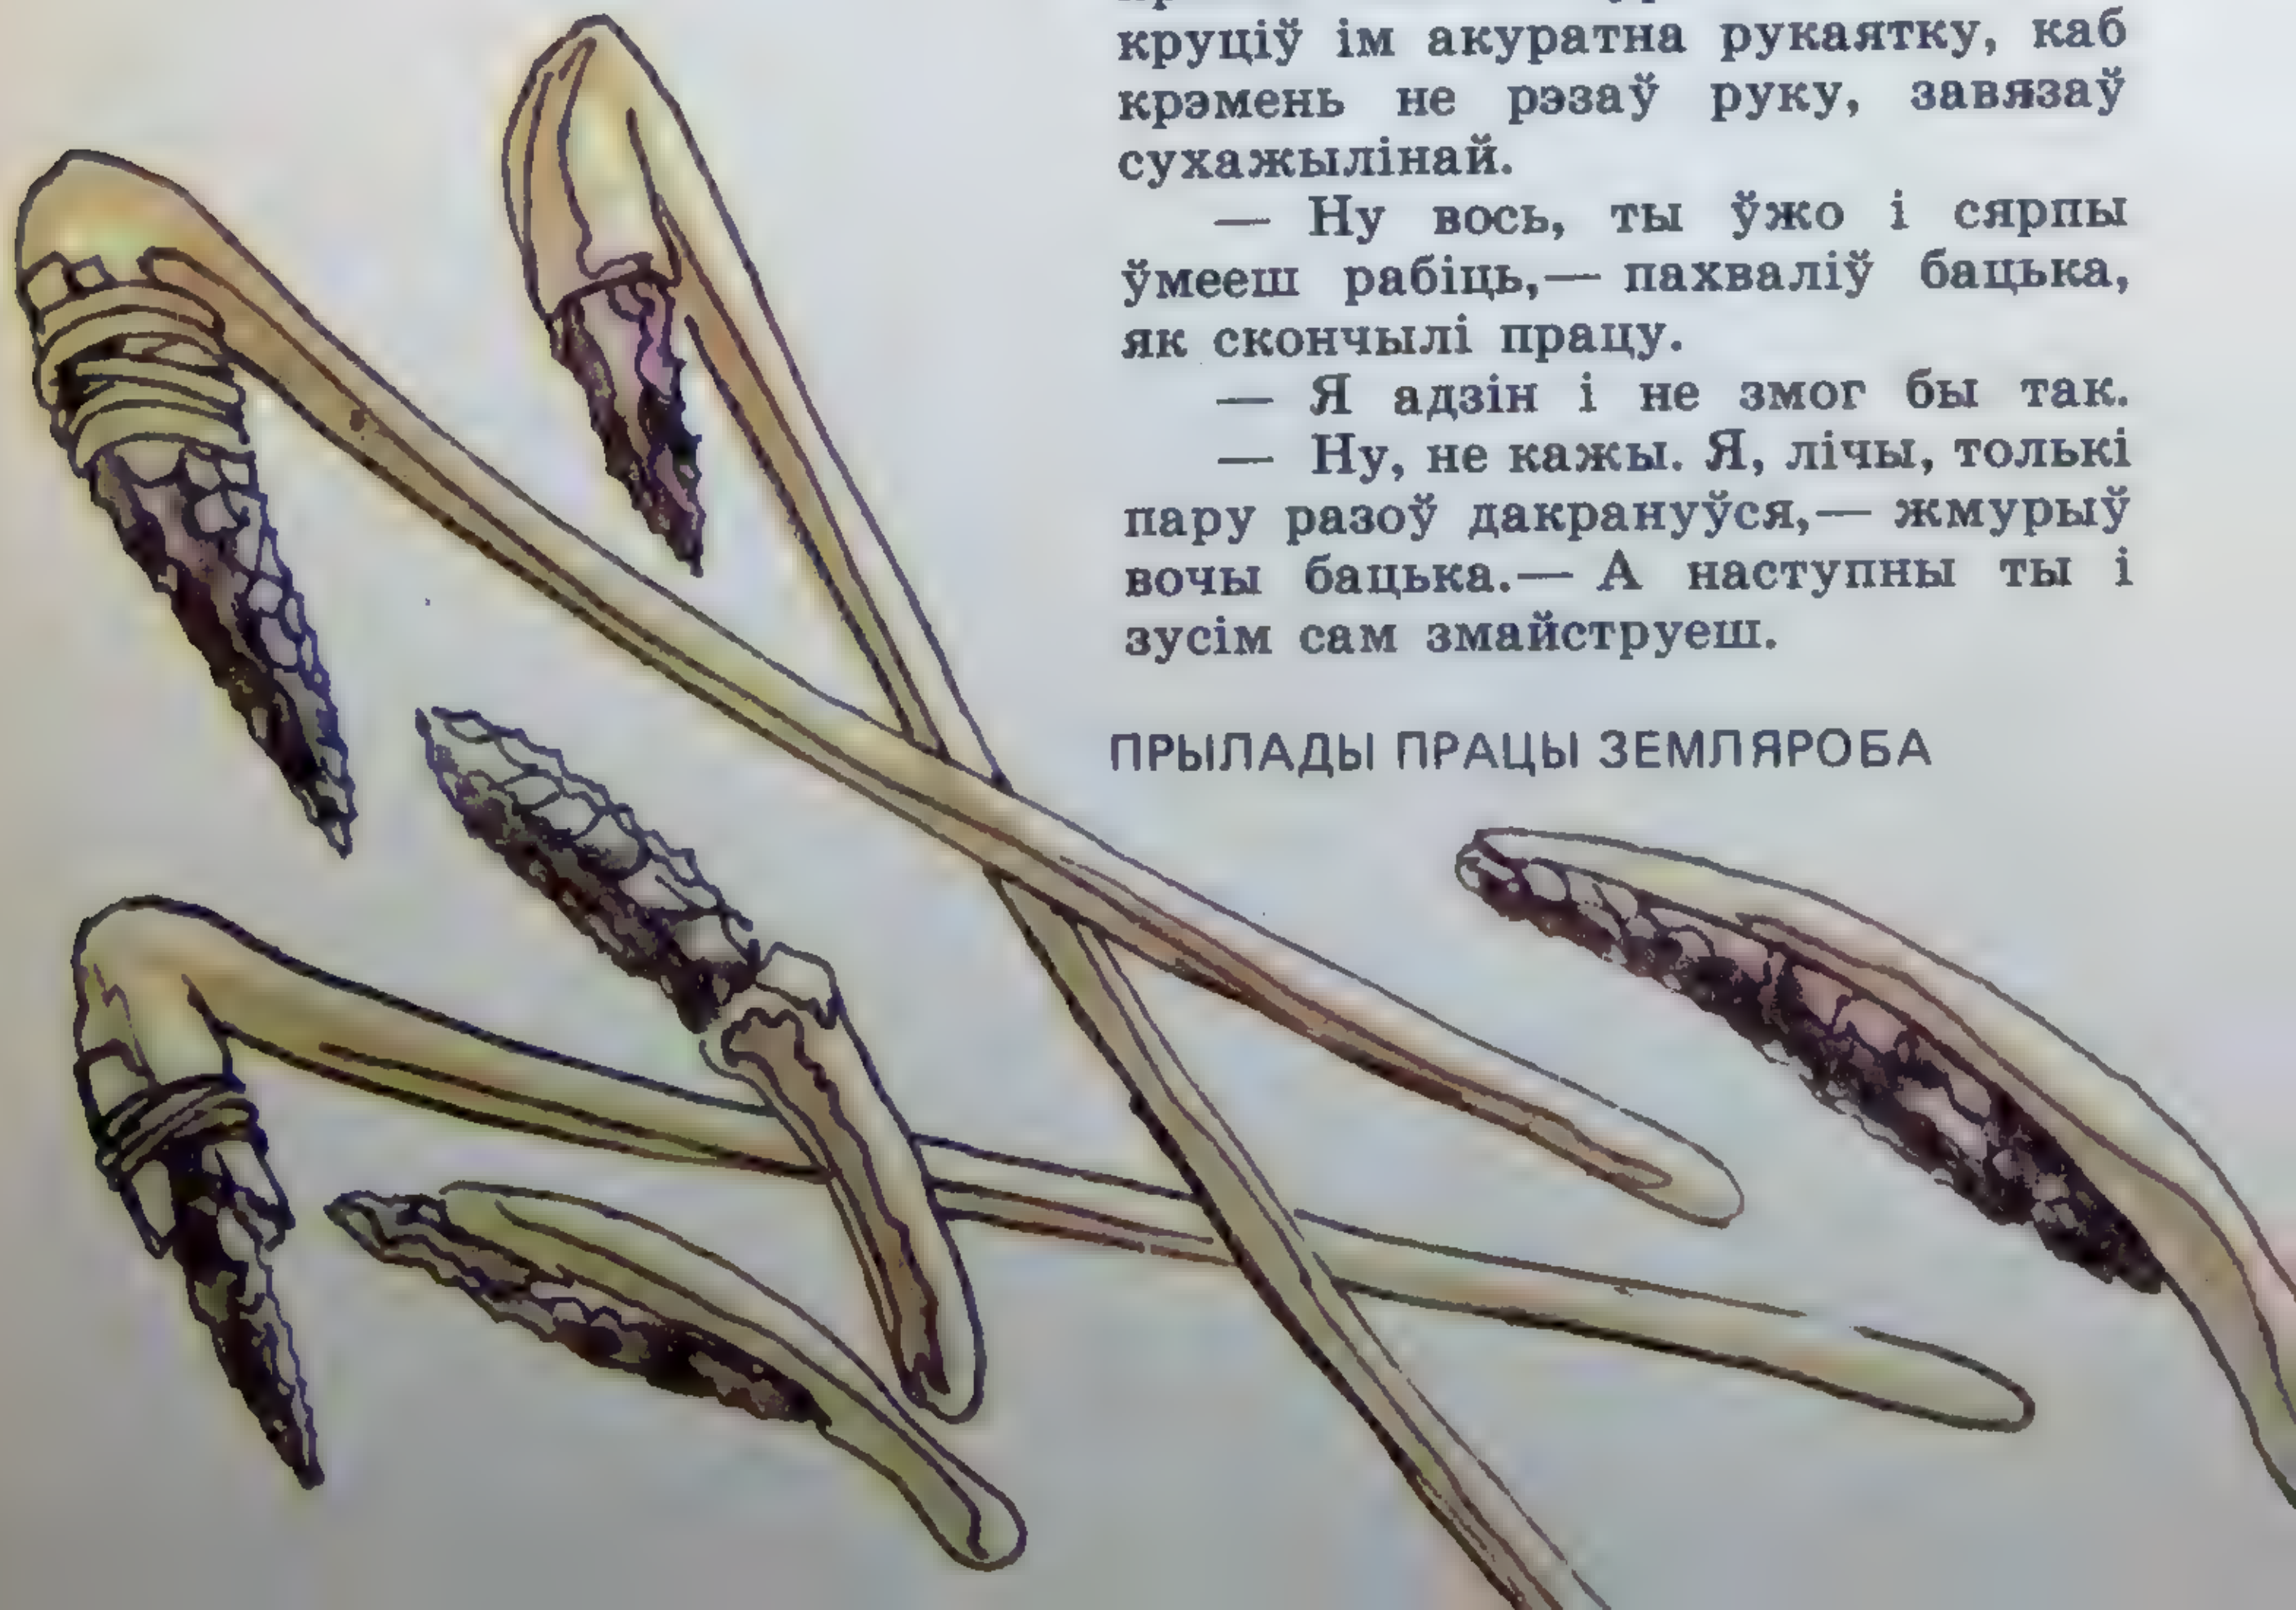 круціў ім акуратна рукаятку, каб
крэмень не рэзаў руку, завязаў
сухажылінай.
— Ну вось, ты ўжо і сярпы
ўмееш рабіць,— пахваліў бацька,
як скончылі працу.
— Я адзін і не змог бы так.
— Ну, не кажы. Я, лічы, толькі
пару разоў дакрануўся,— жмурыў
вочы бацька.— А наступны ты і
зусім сам змайструеш.
ПРЫЛАДЫ ПРАЦЫ ЗЕМЛЯРОБА